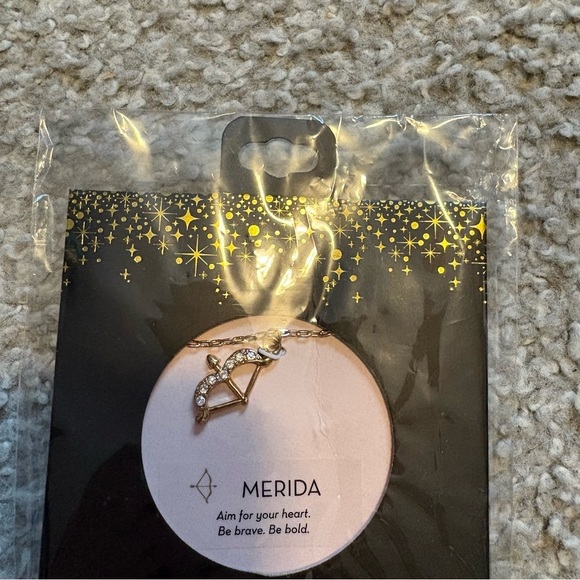 MERIDA
Aim for your heart.
Be brave. Be bold.